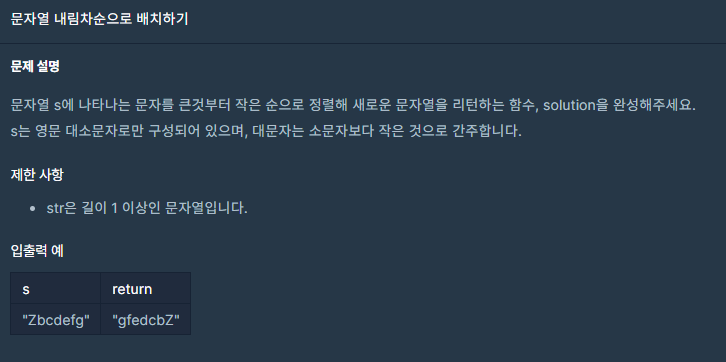 문자열 내림차순으로 배치하기
문제 설명
문자열 s에 나타나는 문자를 큰것부터 작은 순으로 정렬해 새로운 문자열을 리턴하는 함수, solution을 완성해주세요.
s는 영문 대소문자로만 구성되어 있으며, 대문자는 소문자보다 작은 것으로 간주합니다.
제한 사항
• str은 길이 1 이상인 문자열입니다.
입출력 예
s return
"Zbcdefg" "gfedcbZ"